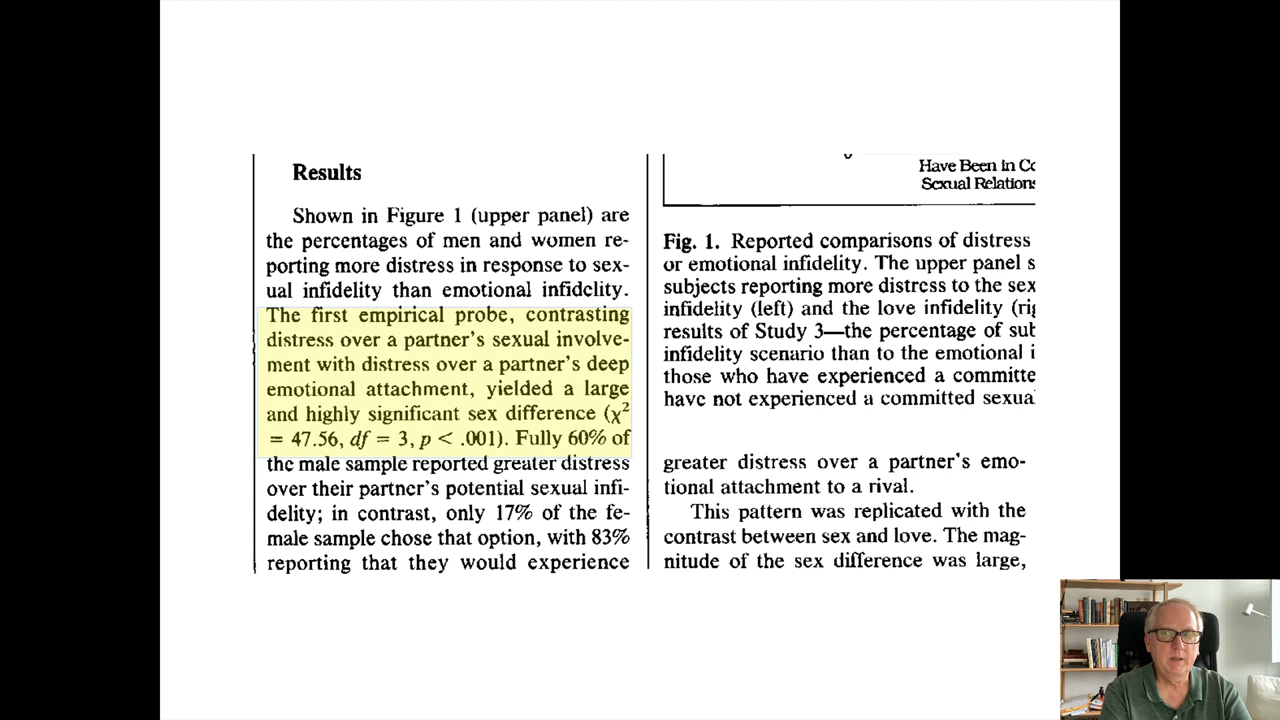 Results
Shown in Figure 1 (upper panel) are
the percentages of men and women re-
porting more distress in response to sex-
ual infidelity than emotional infidelity.
The first empirical probe, contrasting
distress over a partner's sexual involve-
ment with distress over a partner's deep
emotional attachment, yielded a large
and highly significant sex difference (χ²
= 47.56, df = 3, p < .001). Fully 60% of
the male sample reported greater distress
over their partner's potential sexual infi-
delity; in contrast, only 17% of the fe-
male sample chose that option, with 83%
reporting that they would experience
Have Been in Co
Sexual Relations
Fig. 1. Reported comparisons of distress
or emotional infidelity. The upper panel s
subjects reporting more distress to the sex
infidelity (left) and the love infidelity (rig
results of Study 3—the percentage of sub
infidelity scenario than to the emotional i
those who have experienced a committe
have not experienced a committed sexua
greater distress over a partner's emo-
tional attachment to a rival.
This pattern was replicated with the
contrast between sex and love. The mag-
nitude of the sex difference was large,